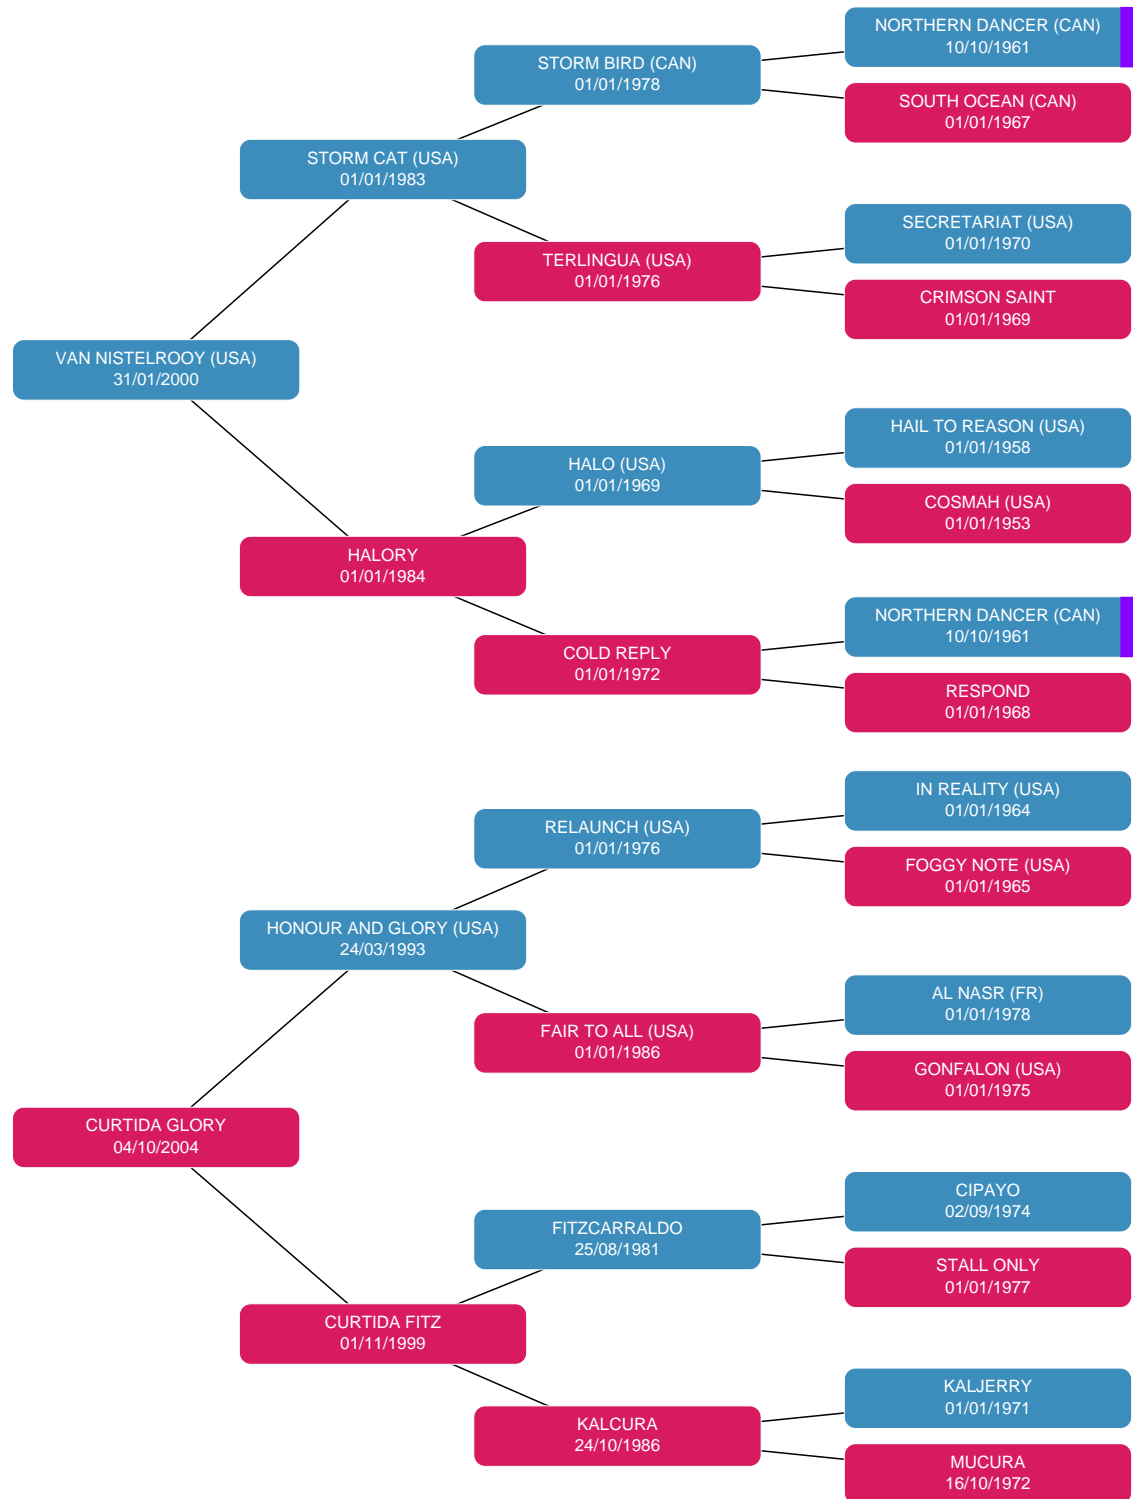 NORTHERN DANCER (CAN)
10/10/1961
STORM BIRD (CAN)
01/01/1978
SOUTH OCEAN (CAN)
01/01/1967
STORM CAT (USA)
01/01/1983
SECRETARIAT (USA)
01/01/1970
TERLINGUA (USA)
01/01/1976
CRIMSON SAINT
01/01/1969
VAN NISTELROOY (USA)
31/01/2000
HAIL TO REASON (USA)
01/01/1958
HALO (USA)
01/01/1969
COSMAH (USA)
01/01/1953
HALORY
01/01/1984
NORTHERN DANCER (CAN)
10/10/1961
COLD REPLY
01/01/1972
RESPOND
01/01/1968
IN REALITY (USA)
01/01/1964
RELAUNCH (USA)
01/01/1976
FOGGY NOTE (USA)
01/01/1965
HONOUR AND GLORY (USA)
24/03/1993
AL NASR (FR)
01/01/1978
FAIR TO ALL (USA)
01/01/1986
GONFALON (USA)
01/01/1975
CURTIDA GLORY
04/10/2004
CIPAYO
02/09/1974
FITZCARRALDO
25/08/1981
STALL ONLY
01/01/1977
CURTIDA FITZ
01/11/1999
KALJERRY
01/01/1971
KALCURA
24/10/1986
MUCURA
16/10/1972